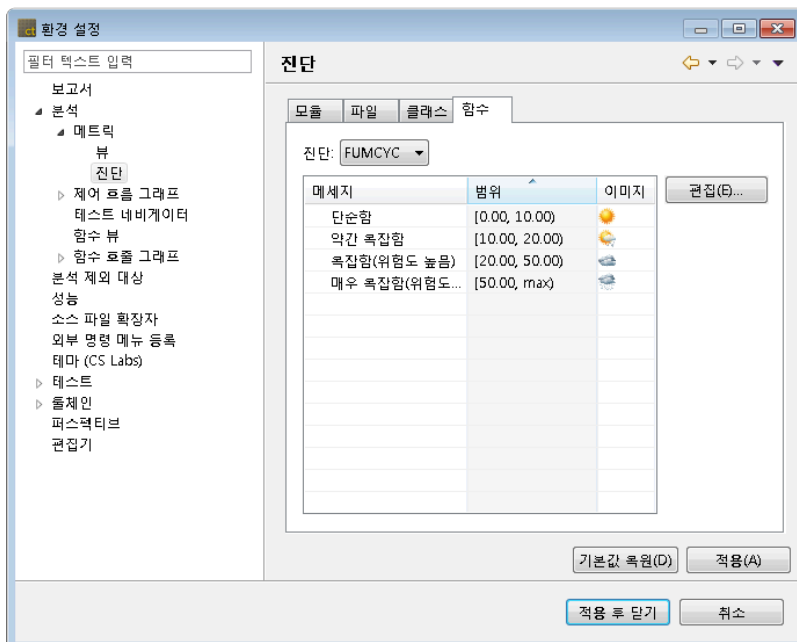 ct 환경 설정
필터 텍스트 입력
보고서
분석
메트릭
뷰
진단
제어 흐름 그래프
테스트 네비게이터
함수 뷰
함수 호출 그래프
분석 제외 대상
성능
소스 파일 확장자
외부 명령 메뉴 등록
테마 (CS Labs)
테스트
툴체인
퍼스펙티브
편집기
진단
모듈 파일 클래스 함수
진단: FUMCYC
메세지 범위 이미지
단순함 [0.00, 10.00)
약간 복잡함 [10.00, 20.00)
복잡함(위험도 높음) [20.00, 50.00)
매우 복잡함(위험도... [50.00, max)
편집(E)...
기본값 복원(D) 적용(A)
적용 후 닫기 취소